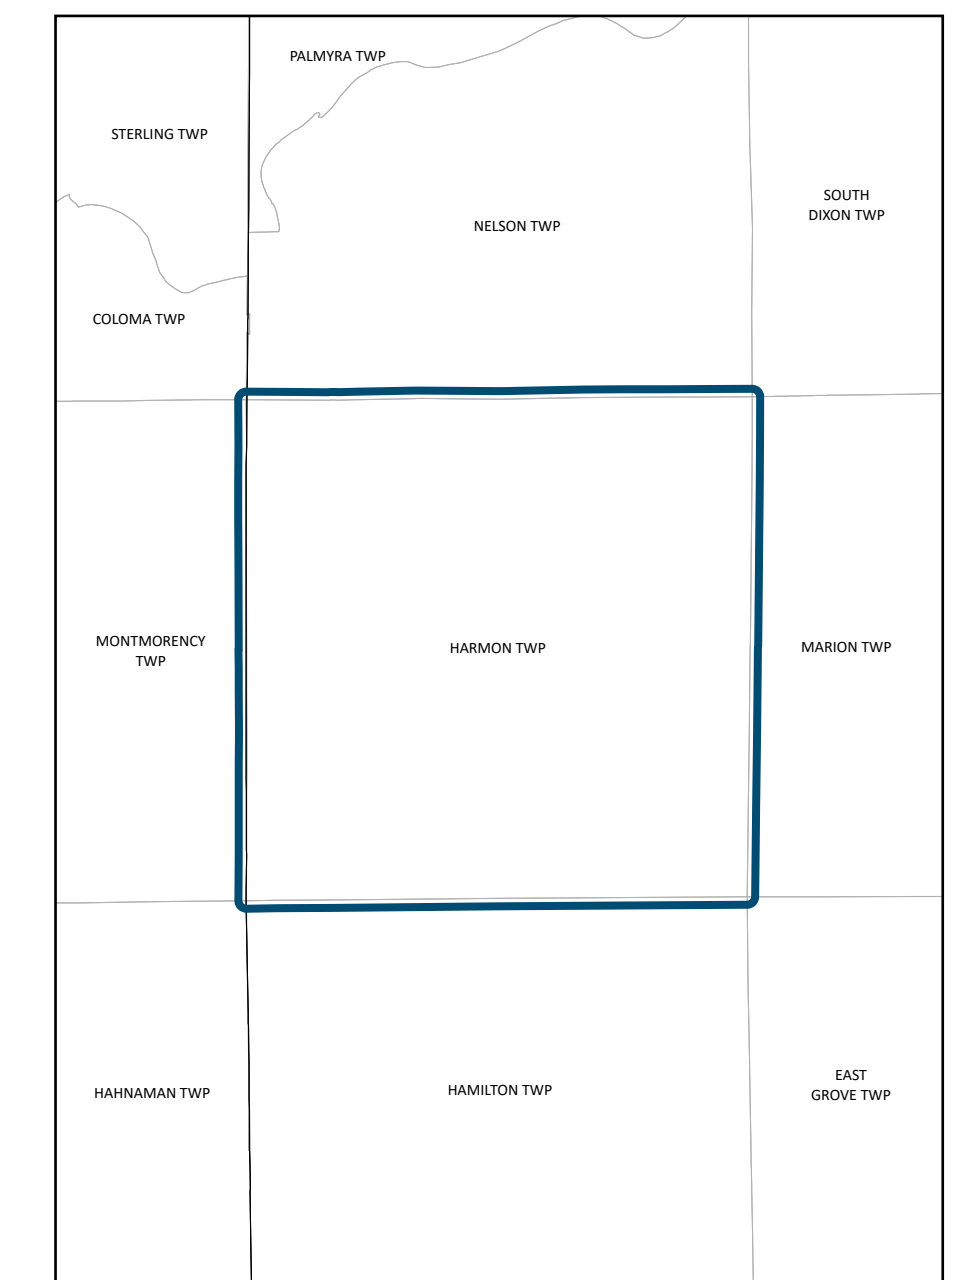 PALMYRA TWP
STERLING TWP
SOUTH
DIXON TWP
NELSON TWP
COLOMA TWP
MONTMORENCY
TWP
HARMON TWP
MARION TWP
EAST
GROVE TWP
HAHNAMAN TWP
HAMILTON TWP